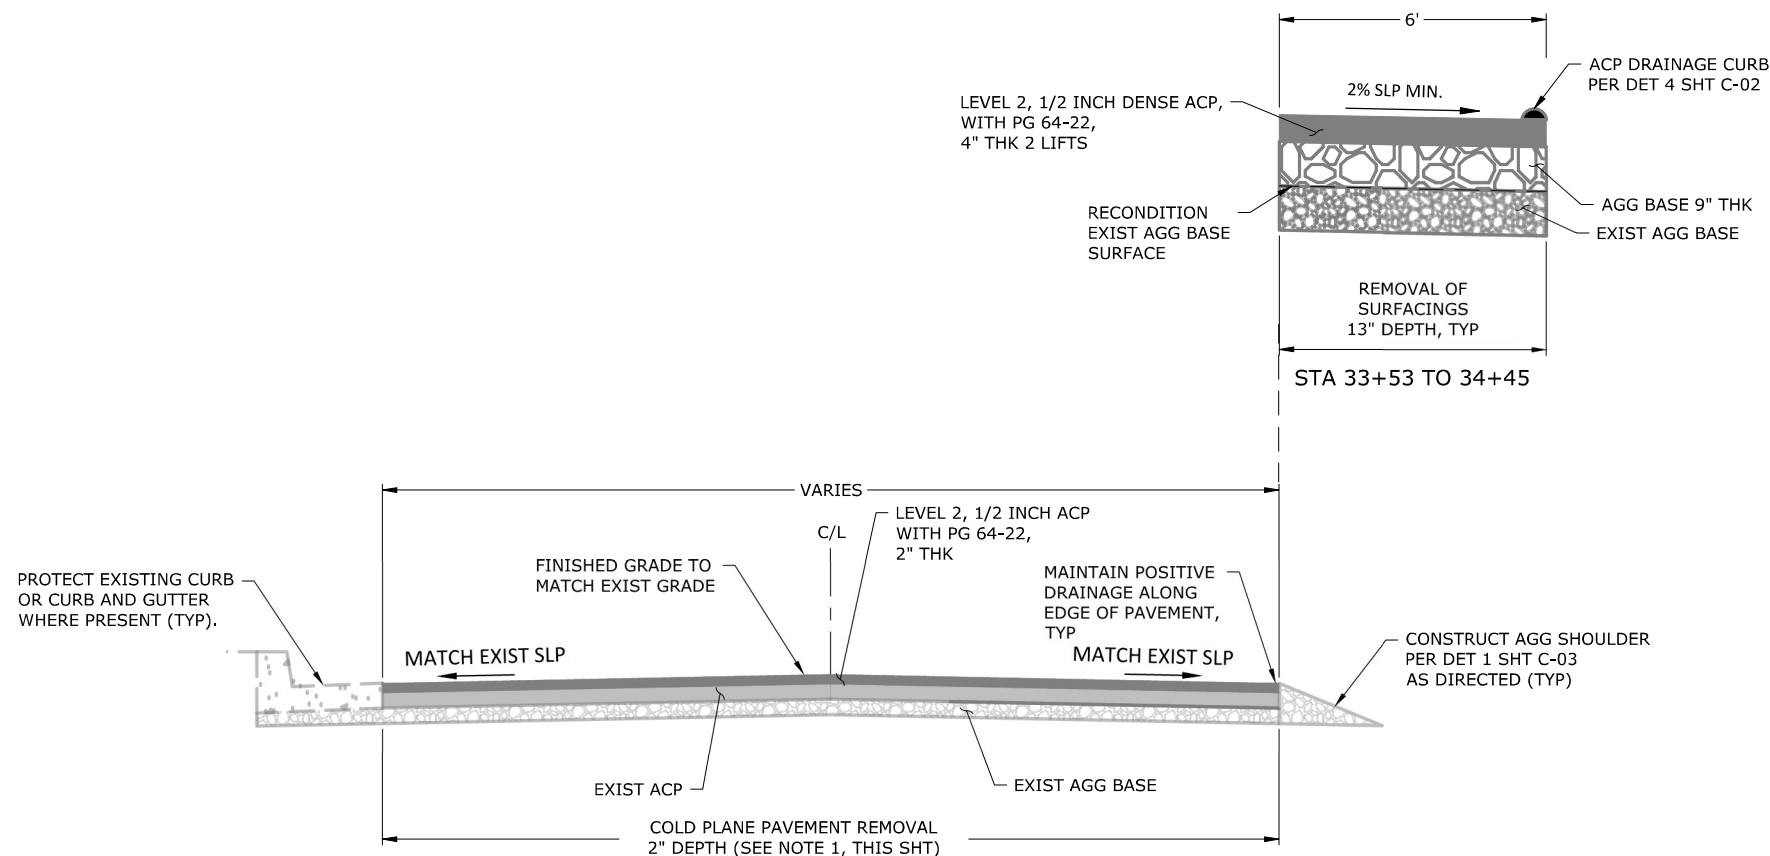 6'
ACP DRAINAGE CURB
PER DET 4 SHT C-02
2% SLP MIN.
LEVEL 2, 1/2 INCH DENSE ACP,
WITH PG 64-22,
4" THK 2 LIFTS
RECONDITION
EXIST AGG BASE
SURFACE
AGG BASE 9" THK
EXIST AGG BASE
REMOVAL OF
SURFACINGS
13" DEPTH, TYP
STA 33+53 TO 34+45
VARIES
C/L
LEVEL 2, 1/2 INCH ACP
WITH PG 64-22,
2" THK
FINISHED GRADE TO
MATCH EXIST GRADE
MAINTAIN POSITIVE
DRAINAGE ALONG
EDGE OF PAVEMENT,
TYP
PROTECT EXISTING CURB
OR CURB AND GUTTER
WHERE PRESENT (TYP).
MATCH EXIST SLP
MATCH EXIST SLP
CONSTRUCT AGG SHOULDER
PER DET 1 SHT C-03
AS DIRECTED (TYP)
EXIST ACP
EXIST AGG BASE
COLD PLANE PAVEMENT REMOVAL
2" DEPTH (SEE NOTE 1, THIS SHT)